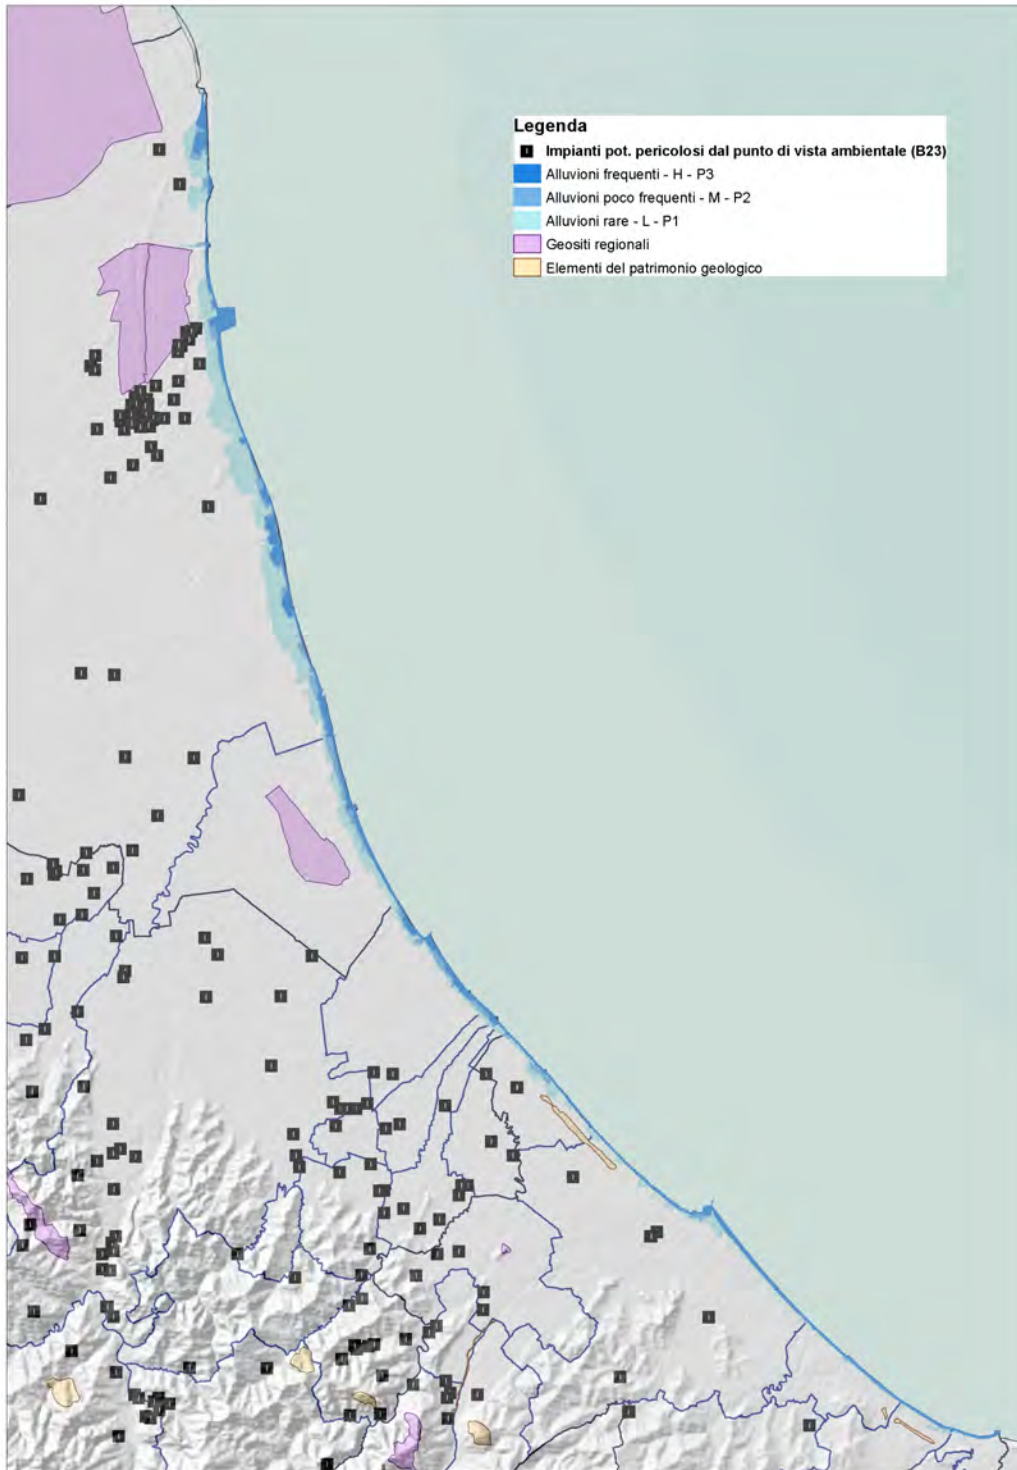 Legenda
Impianti pot. pericolosi dal punto di vista ambientale (B23)
Alluvioni frequenti - H - P3
Alluvioni poco frequenti - M - P2
Alluvioni rare - L - P1
Geositi regionali
Elementi del patrimonio geologico